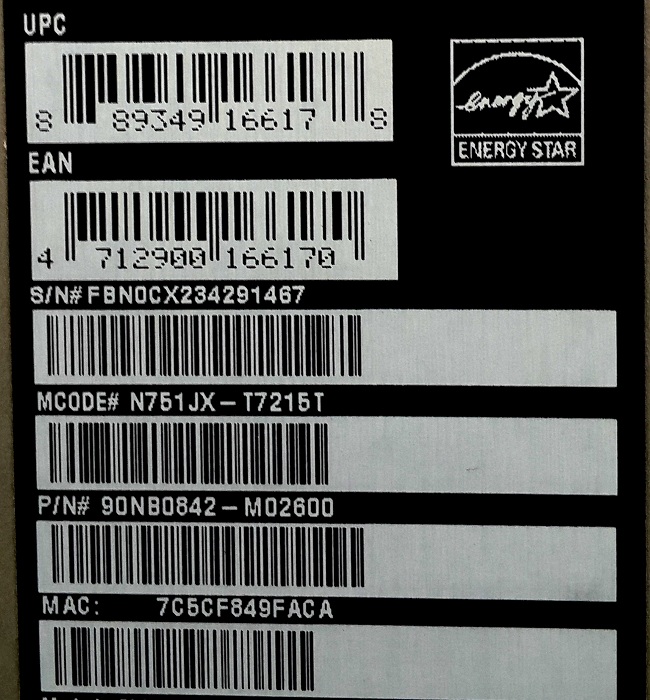 UPC
8 89349 16617 8
energy
ENERGY STAR
EAN
4 712900 166170
S/N# FBN0CX234291467
MCODE# N751JX-T7215T
P/N# 90NB0842-M02600
MAC: 7C5CF849FACA